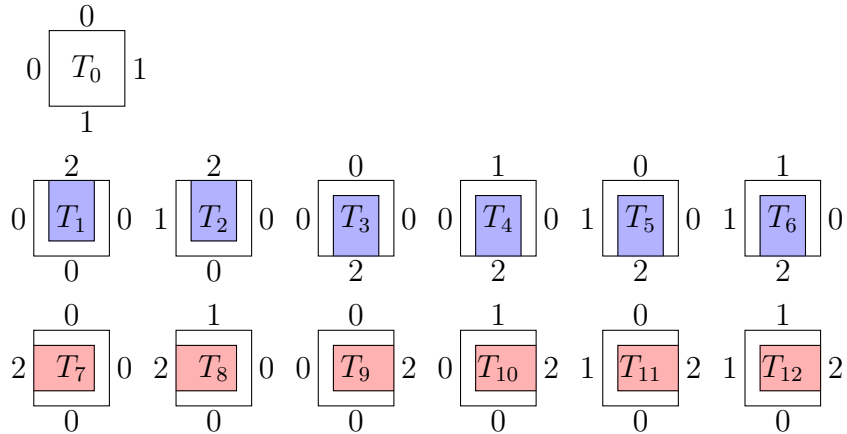 0
0 T₀ 1
1
2 2 0 1 0 1
0 T₁ 0 1 T₂ 0 0 T₃ 0 0 T₄ 0 1 T₅ 0 1 T₆ 0
0 0 2 2 2 2
0 1 0 1 0 1
2 T₇ 0 2 T₈ 0 0 T₉ 2 0 T₁₀ 2 1 T₁₁ 2 1 T₁₂ 2
0 0 0 0 0 0